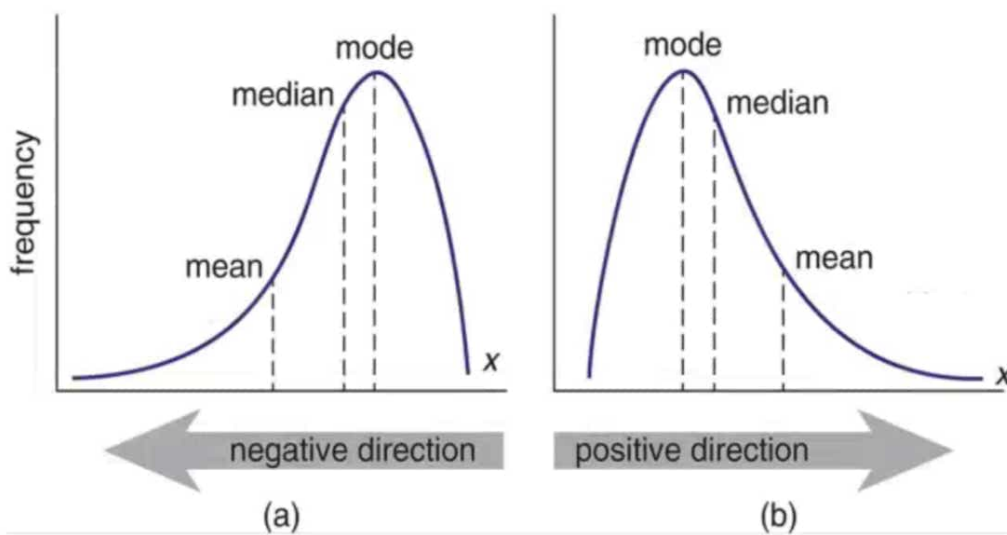 frequency
mode
median
mean
x
negative direction
(a)
mode
median
mean
x
positive direction
(b)